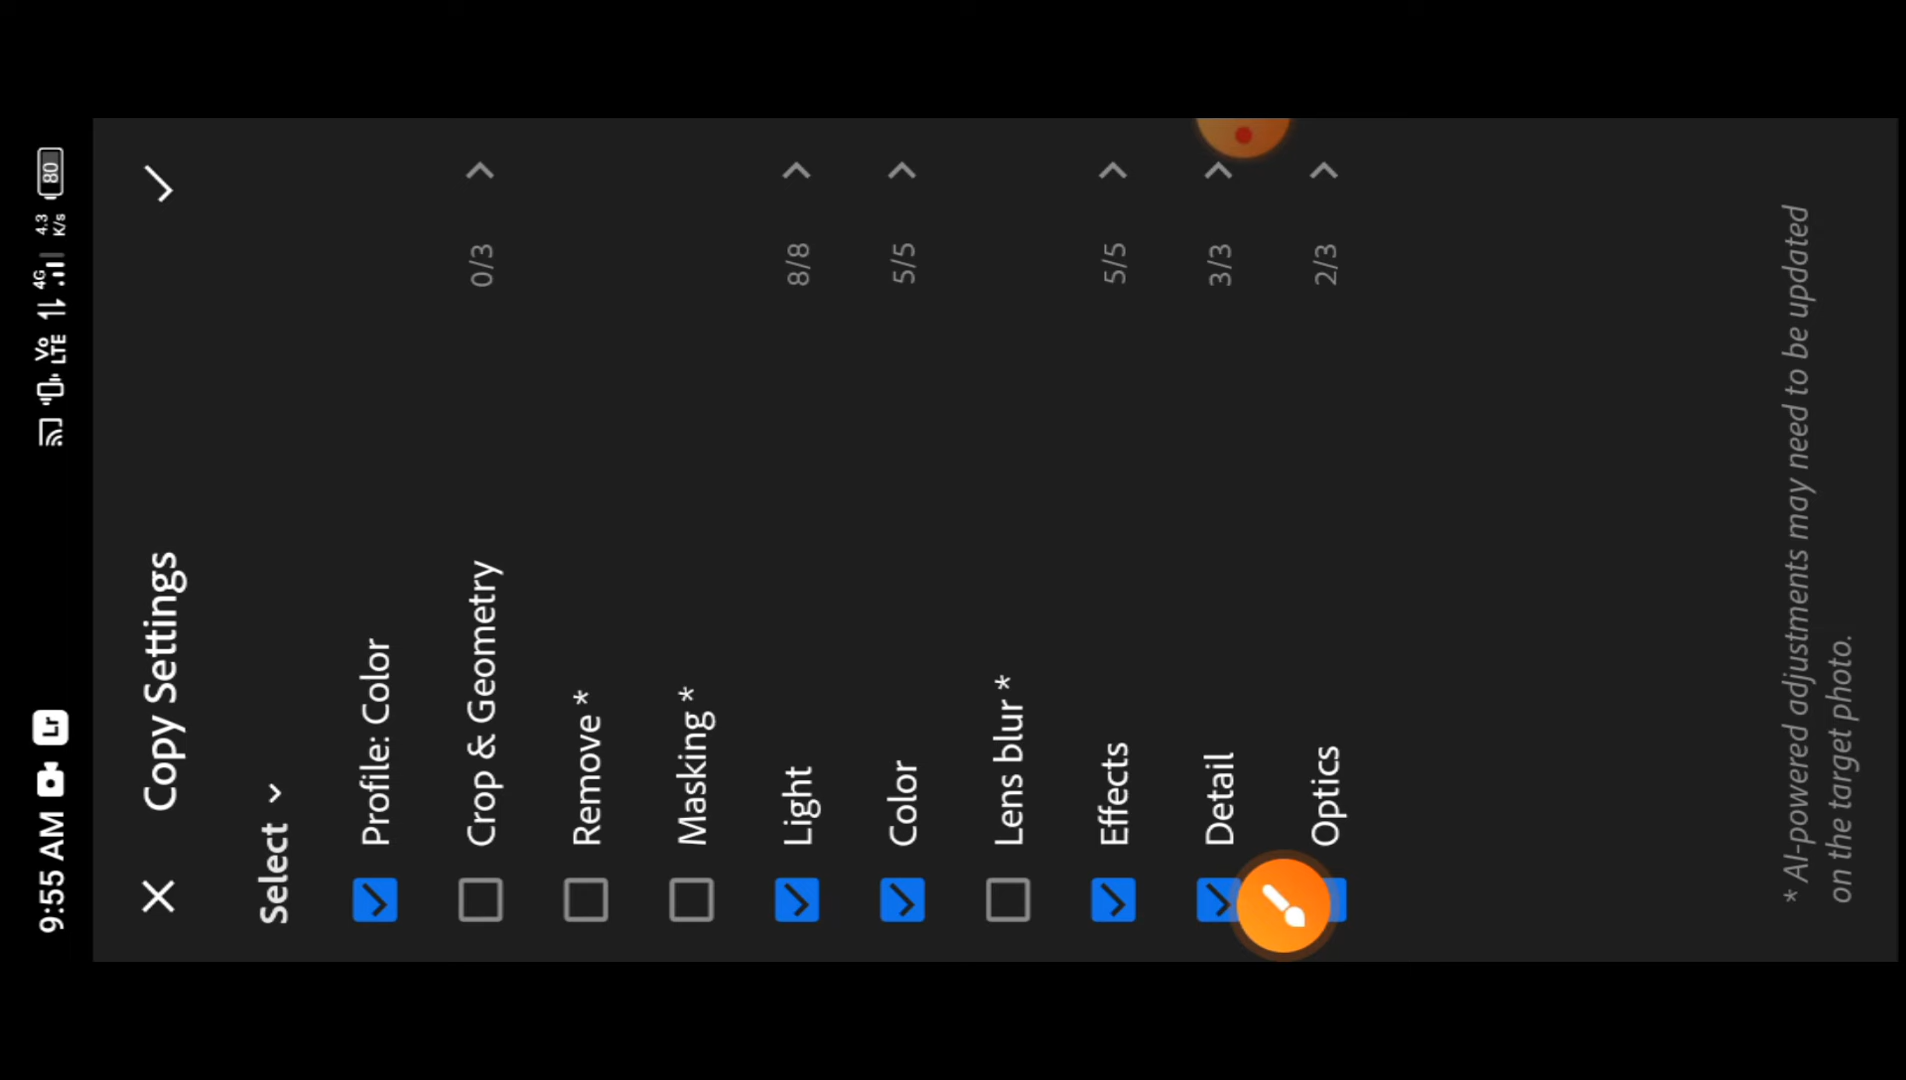 9:55 AM Lr Vo LTE 4G 4.3 K/s 80
Copy Settings
Select
Profile: Color
Crop & Geometry 0/3
Remove *
Masking *
Light 8/8
Color 5/5
Lens blur *
Effects 5/5
Detail 3/3
Optics 2/3
* AI-powered adjustments may need to be updated
on the target photo.